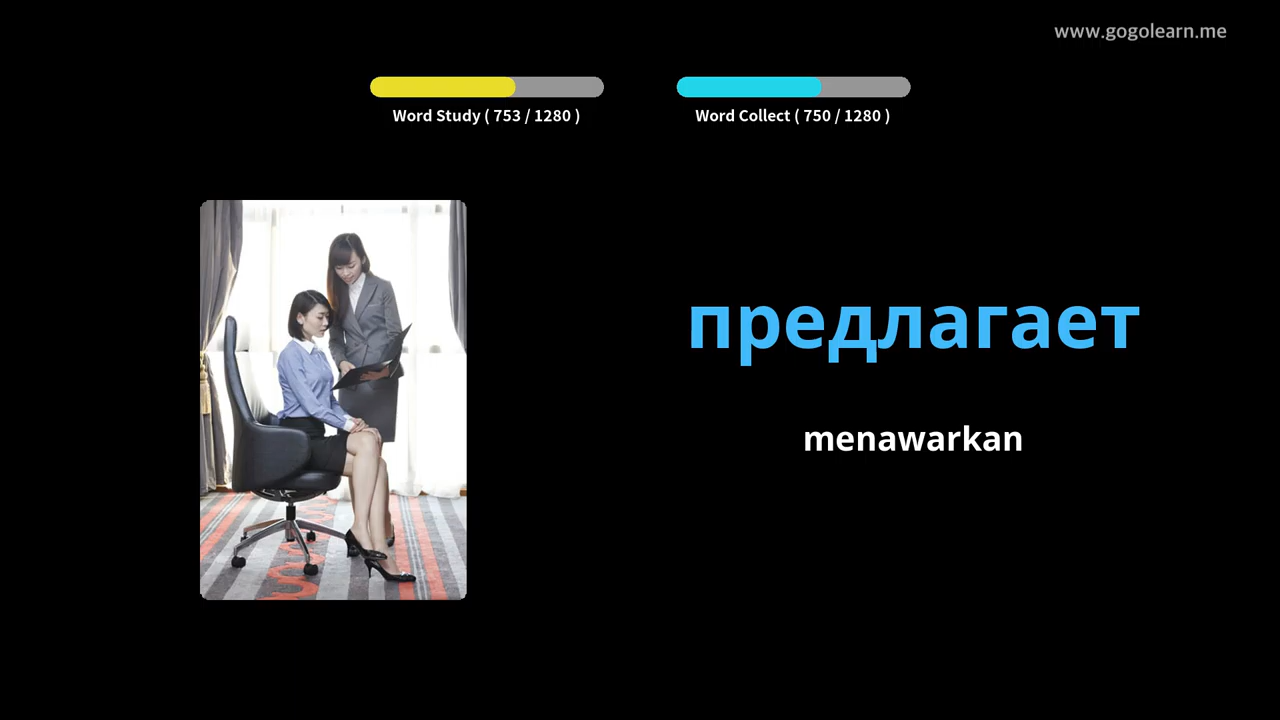 www.gogolearn.me
Word Study ( 753 / 1280 )
Word Collect ( 750 / 1280 )
предлагает
menawarkan